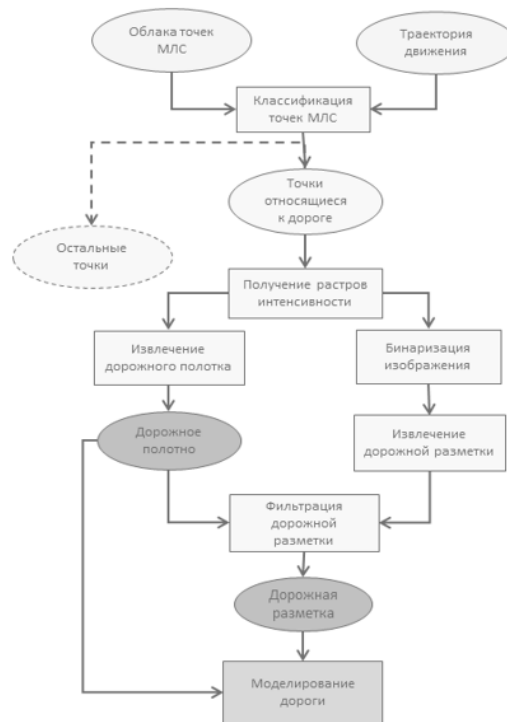 Облака точек
МЛС
Траектория
движения
Классификация
точек МЛС
Точки
относящиеся
к дороге
Остальные
точки
Получение растров
интенсивности
Извлечение
дорожного полотка
Бинаризация
изображения
Дорожное
полотно
Извлечение
дорожной разметки
Фильтрация
дорожной
разметки
Дорожная
разметка
Моделирование
дороги